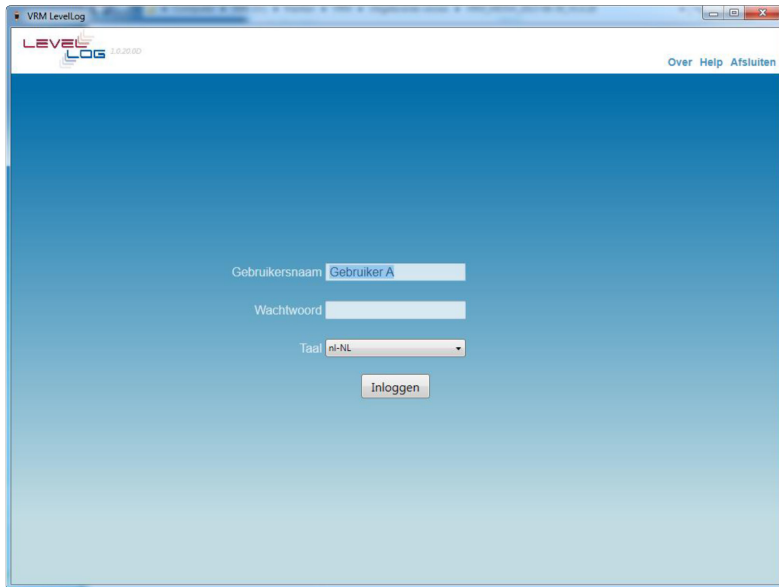 VRM LevelLog
LEVEL
LOG
Over Help Afsluiten
Gebruikersnaam Gebruiker A
Wachtwoord
Taal nl-NL
Inloggen